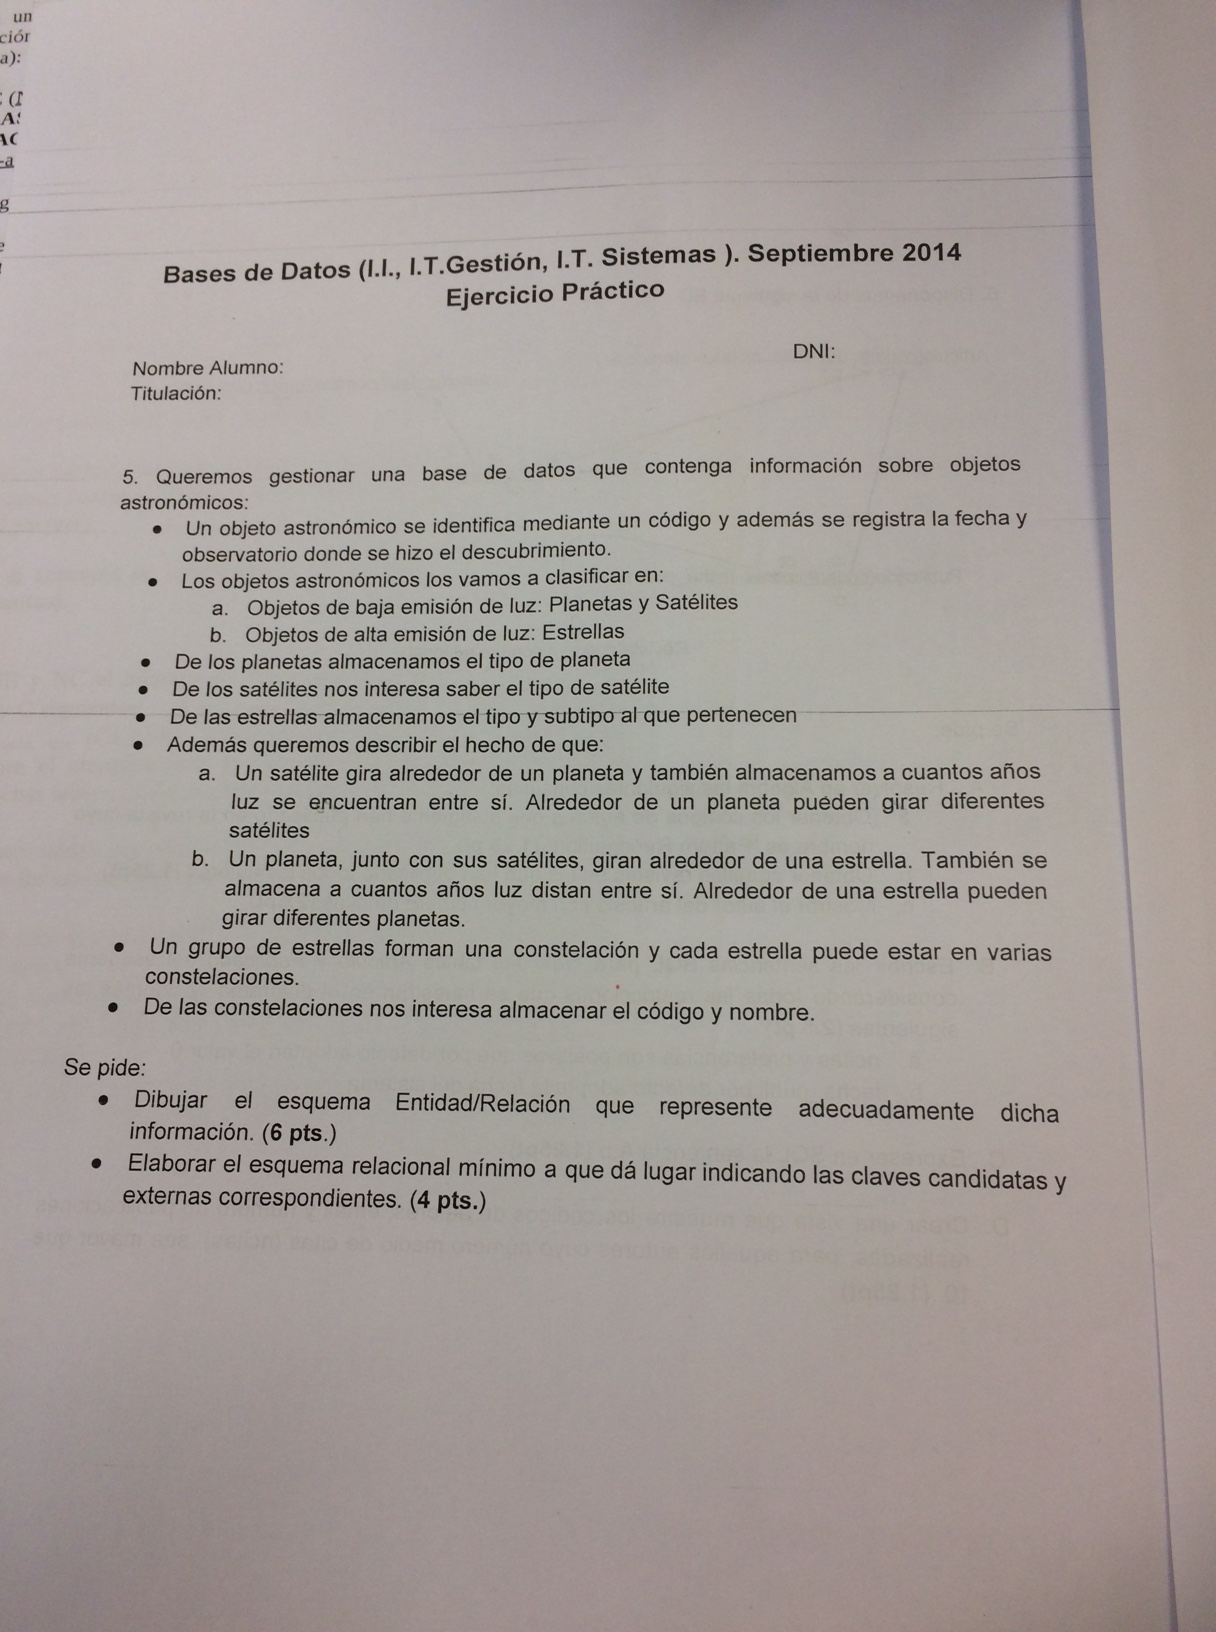 un
ciór
a):
g
Bases de Datos (I.I., I.T.Gestión, I.T. Sistemas ). Septiembre 2014
Ejercicio Práctico
DNI:
Nombre Alumno:
Titulación:
5. Queremos gestionar una base de datos que contenga información sobre objetos
astronómicos:
• Un objeto astronómico se identifica mediante un código y además se registra la fecha y
observatorio donde se hizo el descubrimiento.
• Los objetos astronómicos los vamos a clasificar en:
a. Objetos de baja emisión de luz: Planetas y Satélites
b. Objetos de alta emisión de luz: Estrellas
• De los planetas almacenamos el tipo de planeta
• De los satélites nos interesa saber el tipo de satélite
• De las estrellas almacenamos el tipo y subtipo al que pertenecen
• Además queremos describir el hecho de que:
a. Un satélite gira alrededor de un planeta y también almacenamos a cuantos años
luz se encuentran entre sí. Alrededor de un planeta pueden girar diferentes
satélites
b. Un planeta, junto con sus satélites, giran alrededor de una estrella. También se
almacena a cuantos años luz distan entre sí. Alrededor de una estrella pueden
girar diferentes planetas.
• Un grupo de estrellas forman una constelación y cada estrella puede estar en varias
constelaciones.
• De las constelaciones nos interesa almacenar el código y nombre.
Se pide:
• Dibujar el esquema Entidad/Relación que represente adecuadamente dicha
información. (6 pts.)
• Elaborar el esquema relacional mínimo a que dá lugar indicando las claves candidatas y
externas correspondientes. (4 pts.)